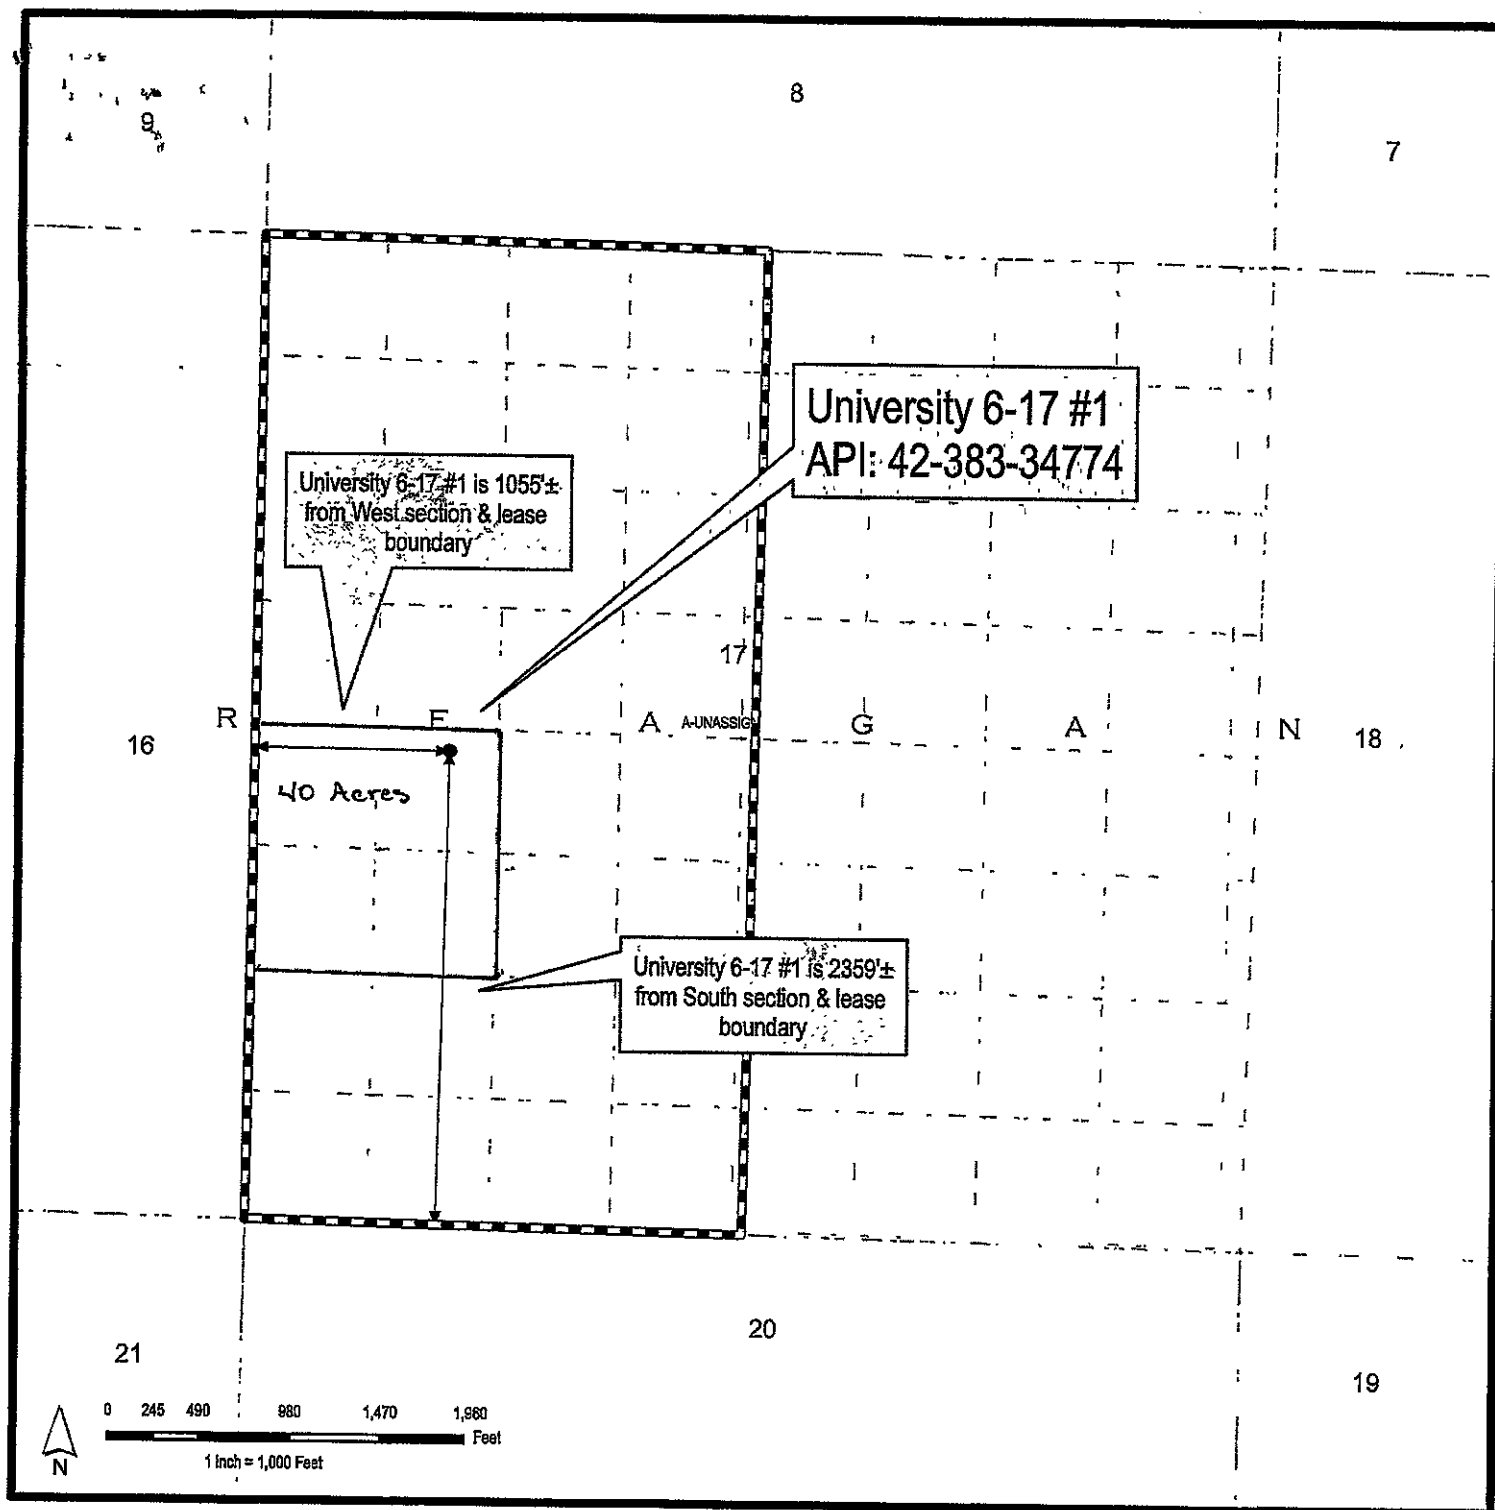 8
9
7
University 6-17 #1
API: 42-383-34774
University 6-17 #1 is 1055'±
from West section & lease
boundary
17
R E A A-UNASSIG G A N
16
18
40 Acres
University 6-17 #1 is 2359'±
from South section & lease
boundary
20
21
19
0 245 490 980 1,470 1,960
Feet
N
1 inch = 1,000 Feet